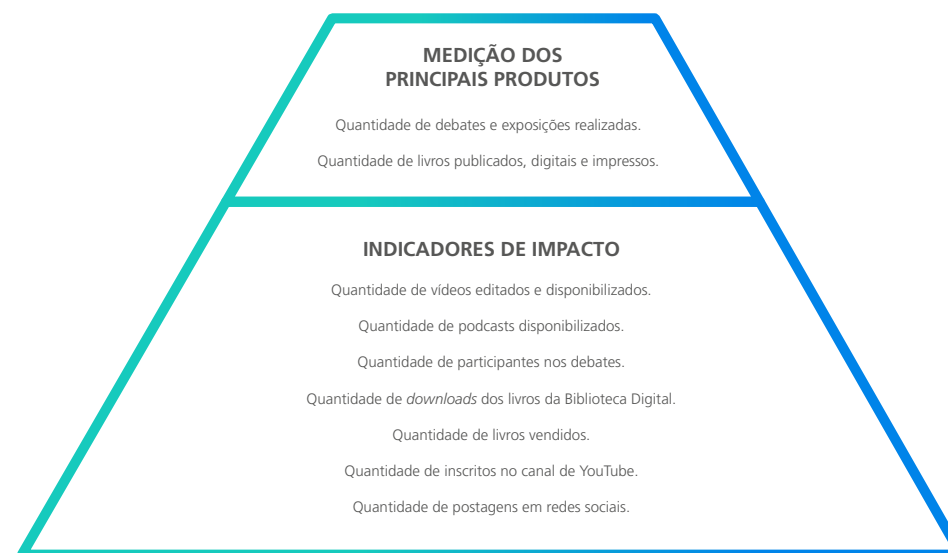 MEDIÇÃO DOS
PRINCIPAIS PRODUTOS
Quantidade de debates e exposições realizadas.
Quantidade de livros publicados, digitais e impressos.
INDICADORES DE IMPACTO
Quantidade de vídeos editados e disponibilizados.
Quantidade de podcasts disponibilizados.
Quantidade de participantes nos debates.
Quantidade de downloads dos livros da Biblioteca Digital.
Quantidade de livros vendidos.
Quantidade de inscritos no canal de YouTube.
Quantidade de postagens em redes sociais.